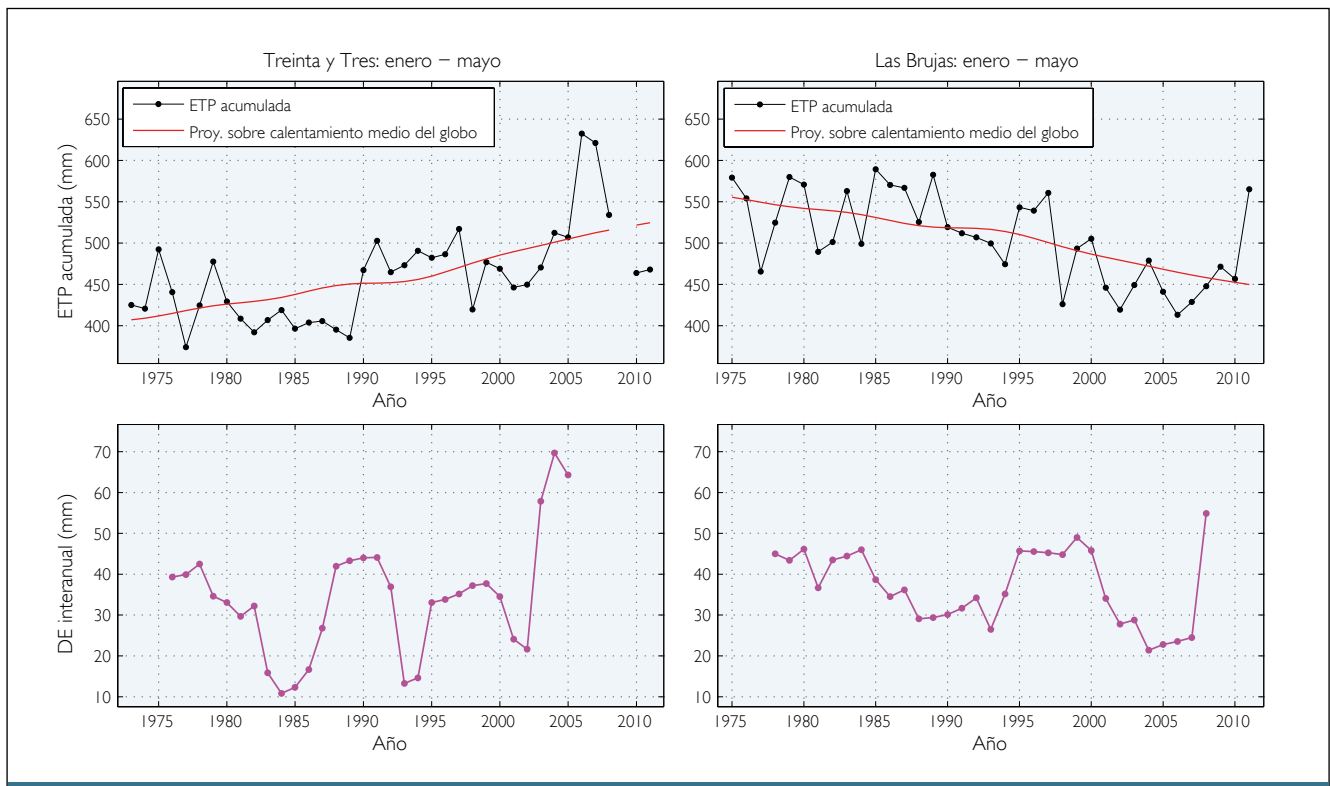 Treinta y Tres: enero – mayo
ETP acumulada
Proy. sobre calentamiento medio del globo
ETP acumulada (mm)
650
600
550
500
450
400
1975 1980 1985 1990 1995 2000 2005 2010
Año
Las Brujas: enero – mayo
ETP acumulada
Proy. sobre calentamiento medio del globo
650
600
550
500
450
400
1975 1980 1985 1990 1995 2000 2005 2010
Año
DE interanual (mm)
70
60
50
40
30
20
10
1975 1980 1985 1990 1995 2000 2005 2010
Año
70
60
50
40
30
20
10
1975 1980 1985 1990 1995 2000 2005 2010
Año